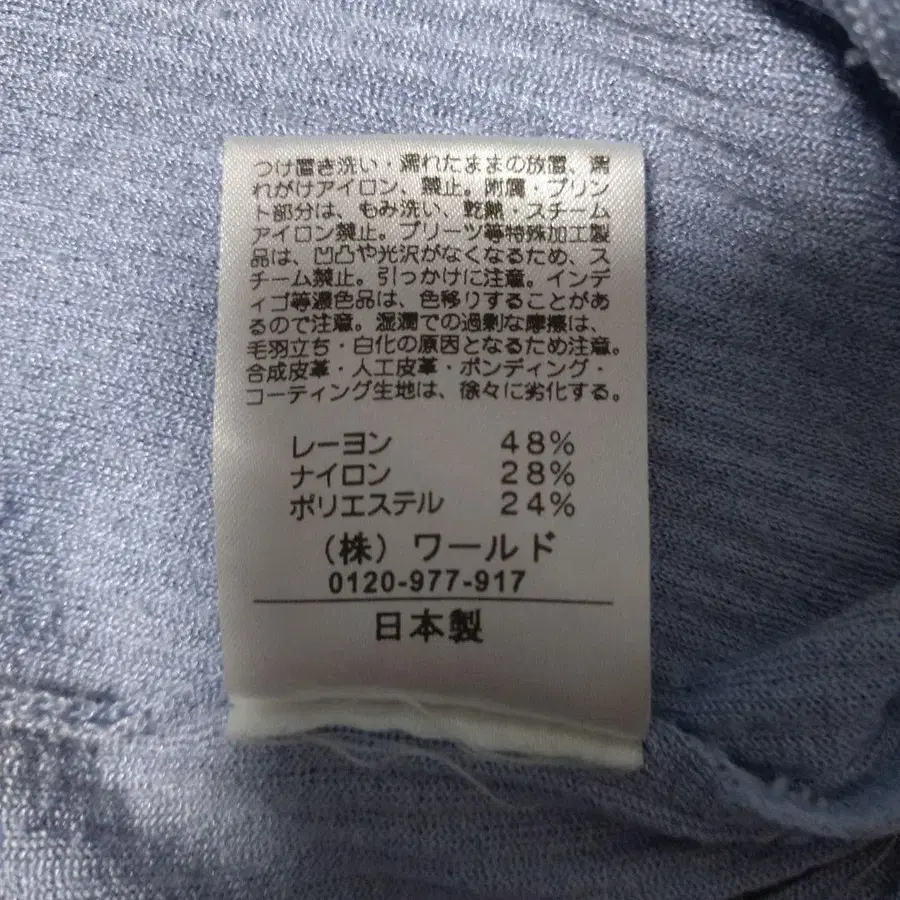 つけ置き洗い・濡れたままの放置、濡
れがけアイロン、禁止。附属・プリン
ト部分は、もみ洗い、乾熱・スチーム
アイロン禁止。プリーツ等特殊加工製
品は、凹凸や光沢がなくなるため、ス
チーム禁止。引っかけに注意。インデ
ィゴ等濃色品は、色移りすることがあ
るので注意。湿潤での過剰な摩擦は、
毛羽立ち・白化の原因となるため注意。
合成皮革・人工皮革・ボンディング・
コーティング生地は、徐々に劣化する。
レーヨン 48%
ナイロン 28%
ポリエステル 24%
（株）ワールド
0120-977-917
日本製